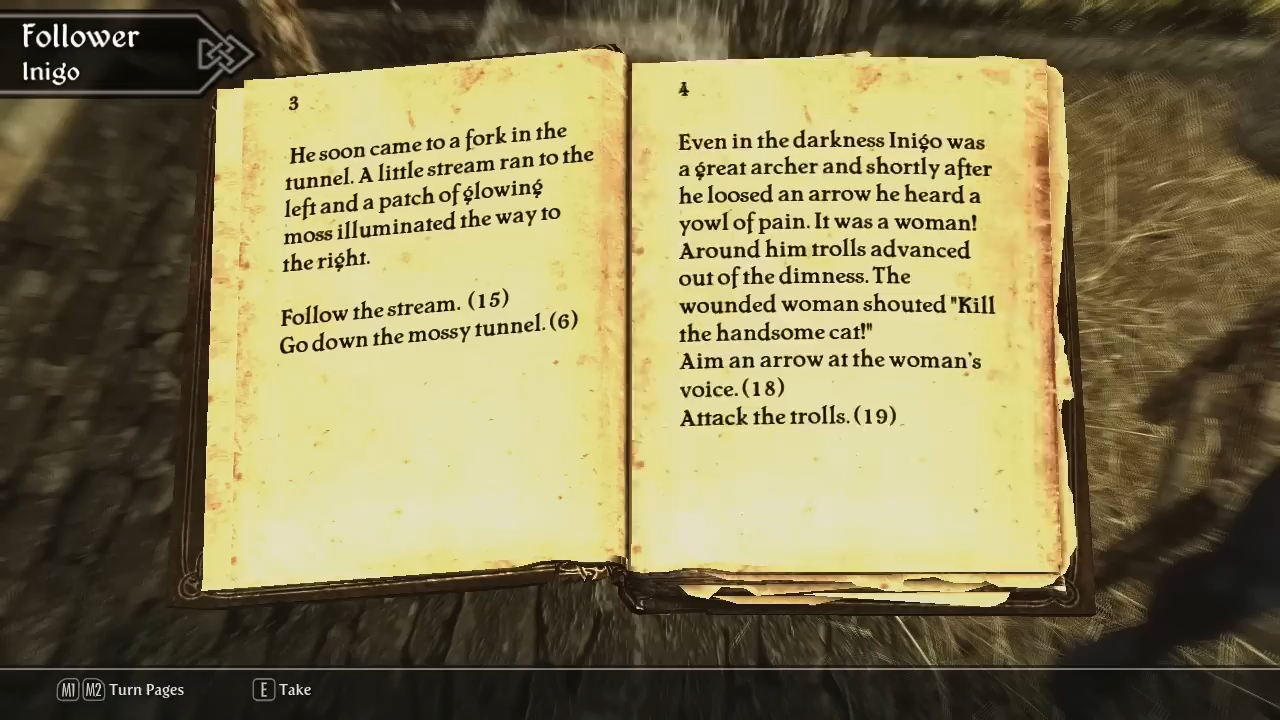 Follower
Inigo
3
He soon came to a fork in the
tunnel. A little stream ran to the
left and a patch of glowing
moss illuminated the way to
the right.
Follow the stream. (15)
Go down the mossy tunnel. (6)
4
Even in the darkness Inigo was
a great archer and shortly after
he loosed an arrow he heard a
yowl of pain. It was a woman!
Around him trolls advanced
out of the dimness. The
wounded woman shouted "Kill
the handsome cat!"
Aim an arrow at the woman's
voice. (18)
Attack the trolls. (19)
M1 M2 Turn Pages
E Take